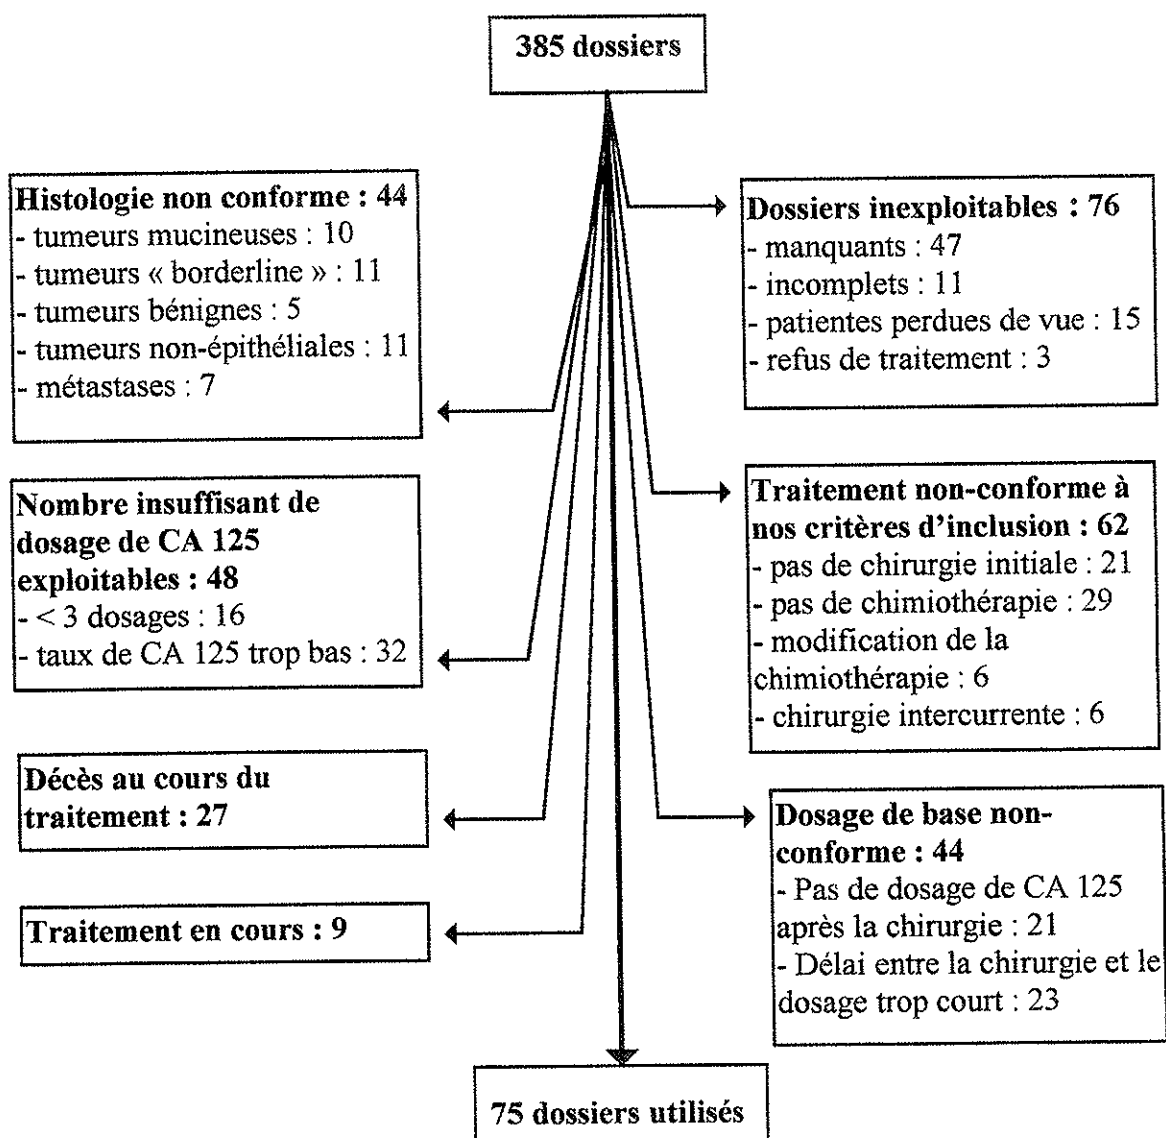 385 dossiers
Histologie non conforme : 44
- tumeurs mucineuses : 10
- tumeurs « borderline » : 11
- tumeurs bénignes : 5
- tumeurs non-épithéliales : 11
- métastases : 7
Dossiers inexploitables : 76
- manquants : 47
- incomplets : 11
- patientes perdues de vue : 15
- refus de traitement : 3
Nombre insuffisant de
dosage de CA 125
exploitables : 48
- < 3 dosages : 16
- taux de CA 125 trop bas : 32
Traitement non-conforme à
nos critères d'inclusion : 62
- pas de chirurgie initiale : 21
- pas de chimiothérapie : 29
- modification de la
chimiothérapie : 6
- chirurgie intercurrente : 6
Décès au cours du
traitement : 27
Dosage de base non-
conforme : 44
- Pas de dosage de CA 125
après la chirurgie : 21
- Délai entre la chirurgie et le
dosage trop court : 23
Traitement en cours : 9
75 dossiers utilisés